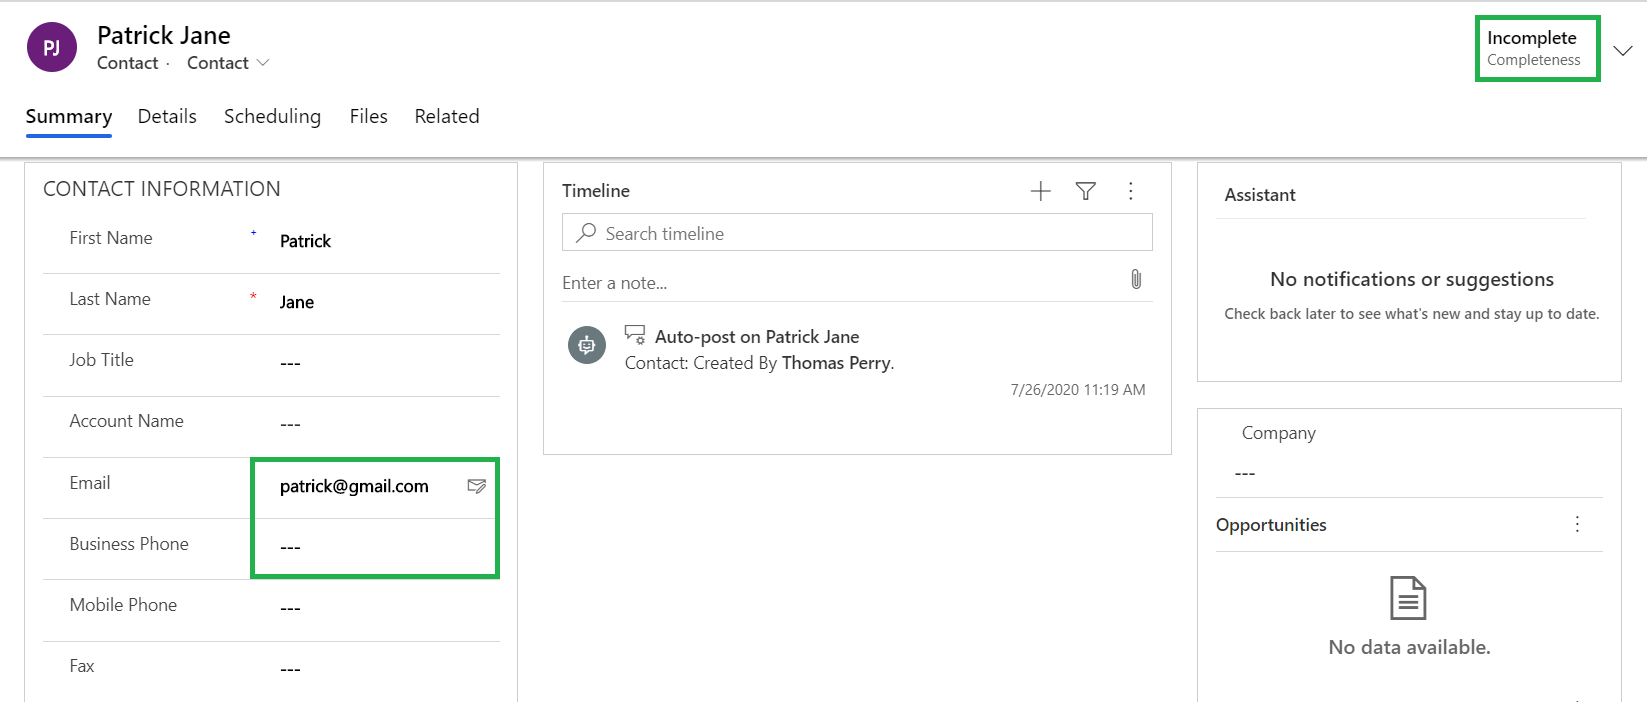 PJ
Patrick Jane
Contact · Contact
Incomplete
Completeness
Summary Details Scheduling Files Related
CONTACT INFORMATION
First Name + Patrick
Last Name * Jane
Job Title ---
Account Name ---
Email patrick@gmail.com
Business Phone ---
Mobile Phone ---
Fax ---
Timeline
Search timeline
Enter a note...
Auto-post on Patrick Jane
Contact: Created By Thomas Perry.
7/26/2020 11:19 AM
Assistant
No notifications or suggestions
Check back later to see what's new and stay up to date.
Company
---
Opportunities
No data available.